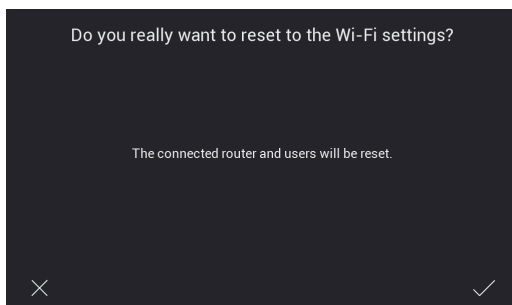 Do you really want to reset to the Wi-Fi settings?
The connected router and users will be reset.